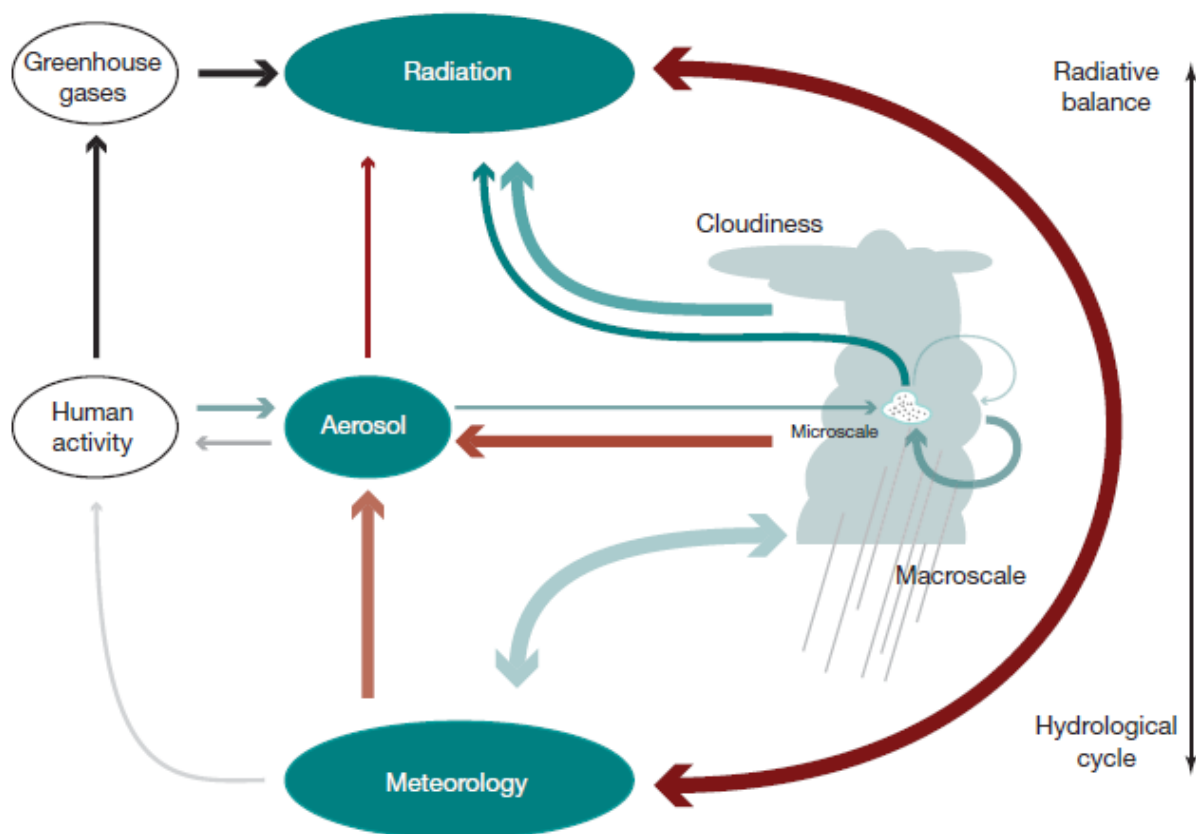 Greenhouse
gases
Radiation
Radiative
balance
Cloudiness
Human
activity
Aerosol
Microscale
Macroscale
Hydrological
cycle
Meteorology